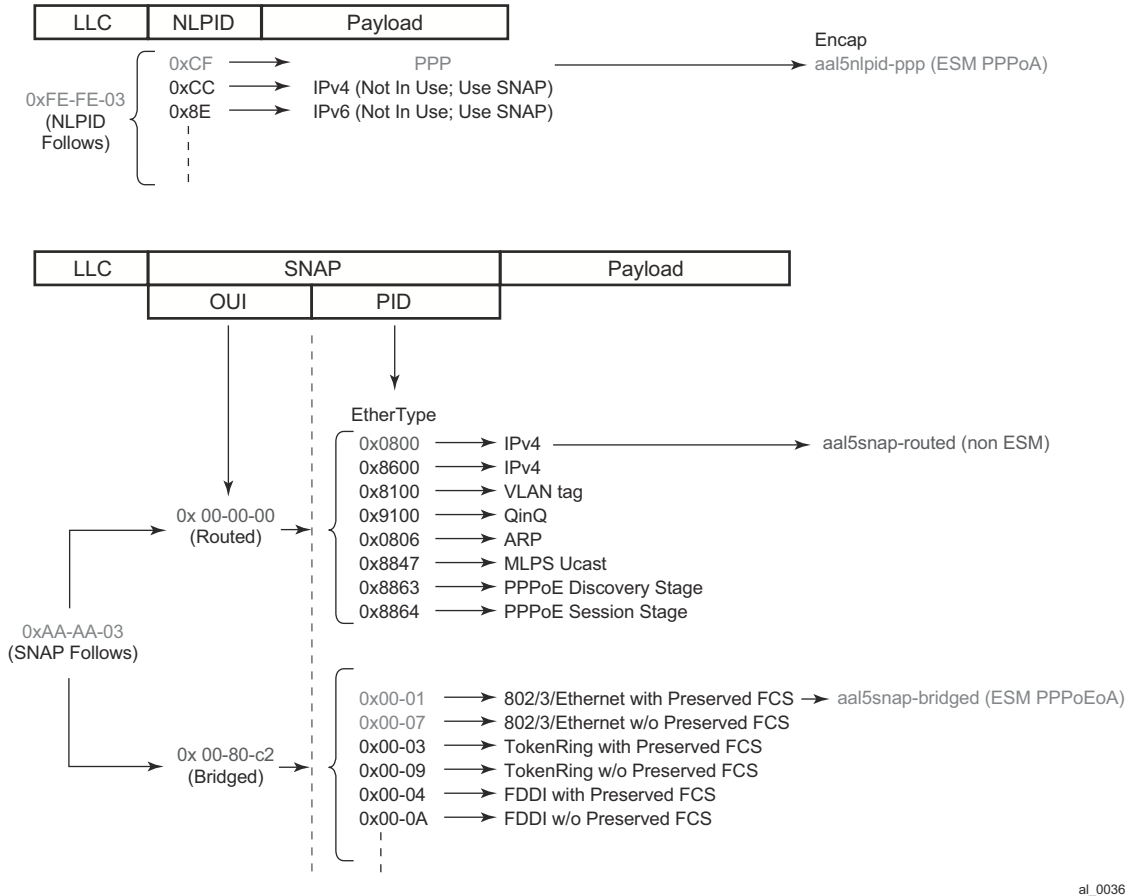 LLC NLPID Payload
Encap
0xCF PPP aal5nlpid-ppp (ESM PPPoA)
0xCC IPv4 (Not In Use; Use SNAP)
0x8E IPv6 (Not In Use; Use SNAP)
0xFE-FE-03
(NLPID
Follows)
LLC SNAP Payload
OUI PID
EtherType
0x0800 IPv4 aal5snap-routed (non ESM)
0x8600 IPv4
0x8100 VLAN tag
0x9100 QinQ
0x0806 ARP
0x8847 MLPS Ucast
0x8863 PPPoE Discovery Stage
0x8864 PPPoE Session Stage
0x 00-00-00
(Routed)
0xAA-AA-03
(SNAP Follows)
0x00-01 802/3/Ethernet with Preserved FCS aal5snap-bridged (ESM PPPoEoA)
0x00-07 802/3/Ethernet w/o Preserved FCS
0x00-03 TokenRing with Preserved FCS
0x00-09 TokenRing w/o Preserved FCS
0x00-04 FDDI with Preserved FCS
0x00-0A FDDI w/o Preserved FCS
0x 00-80-c2
(Bridged)
al_0036